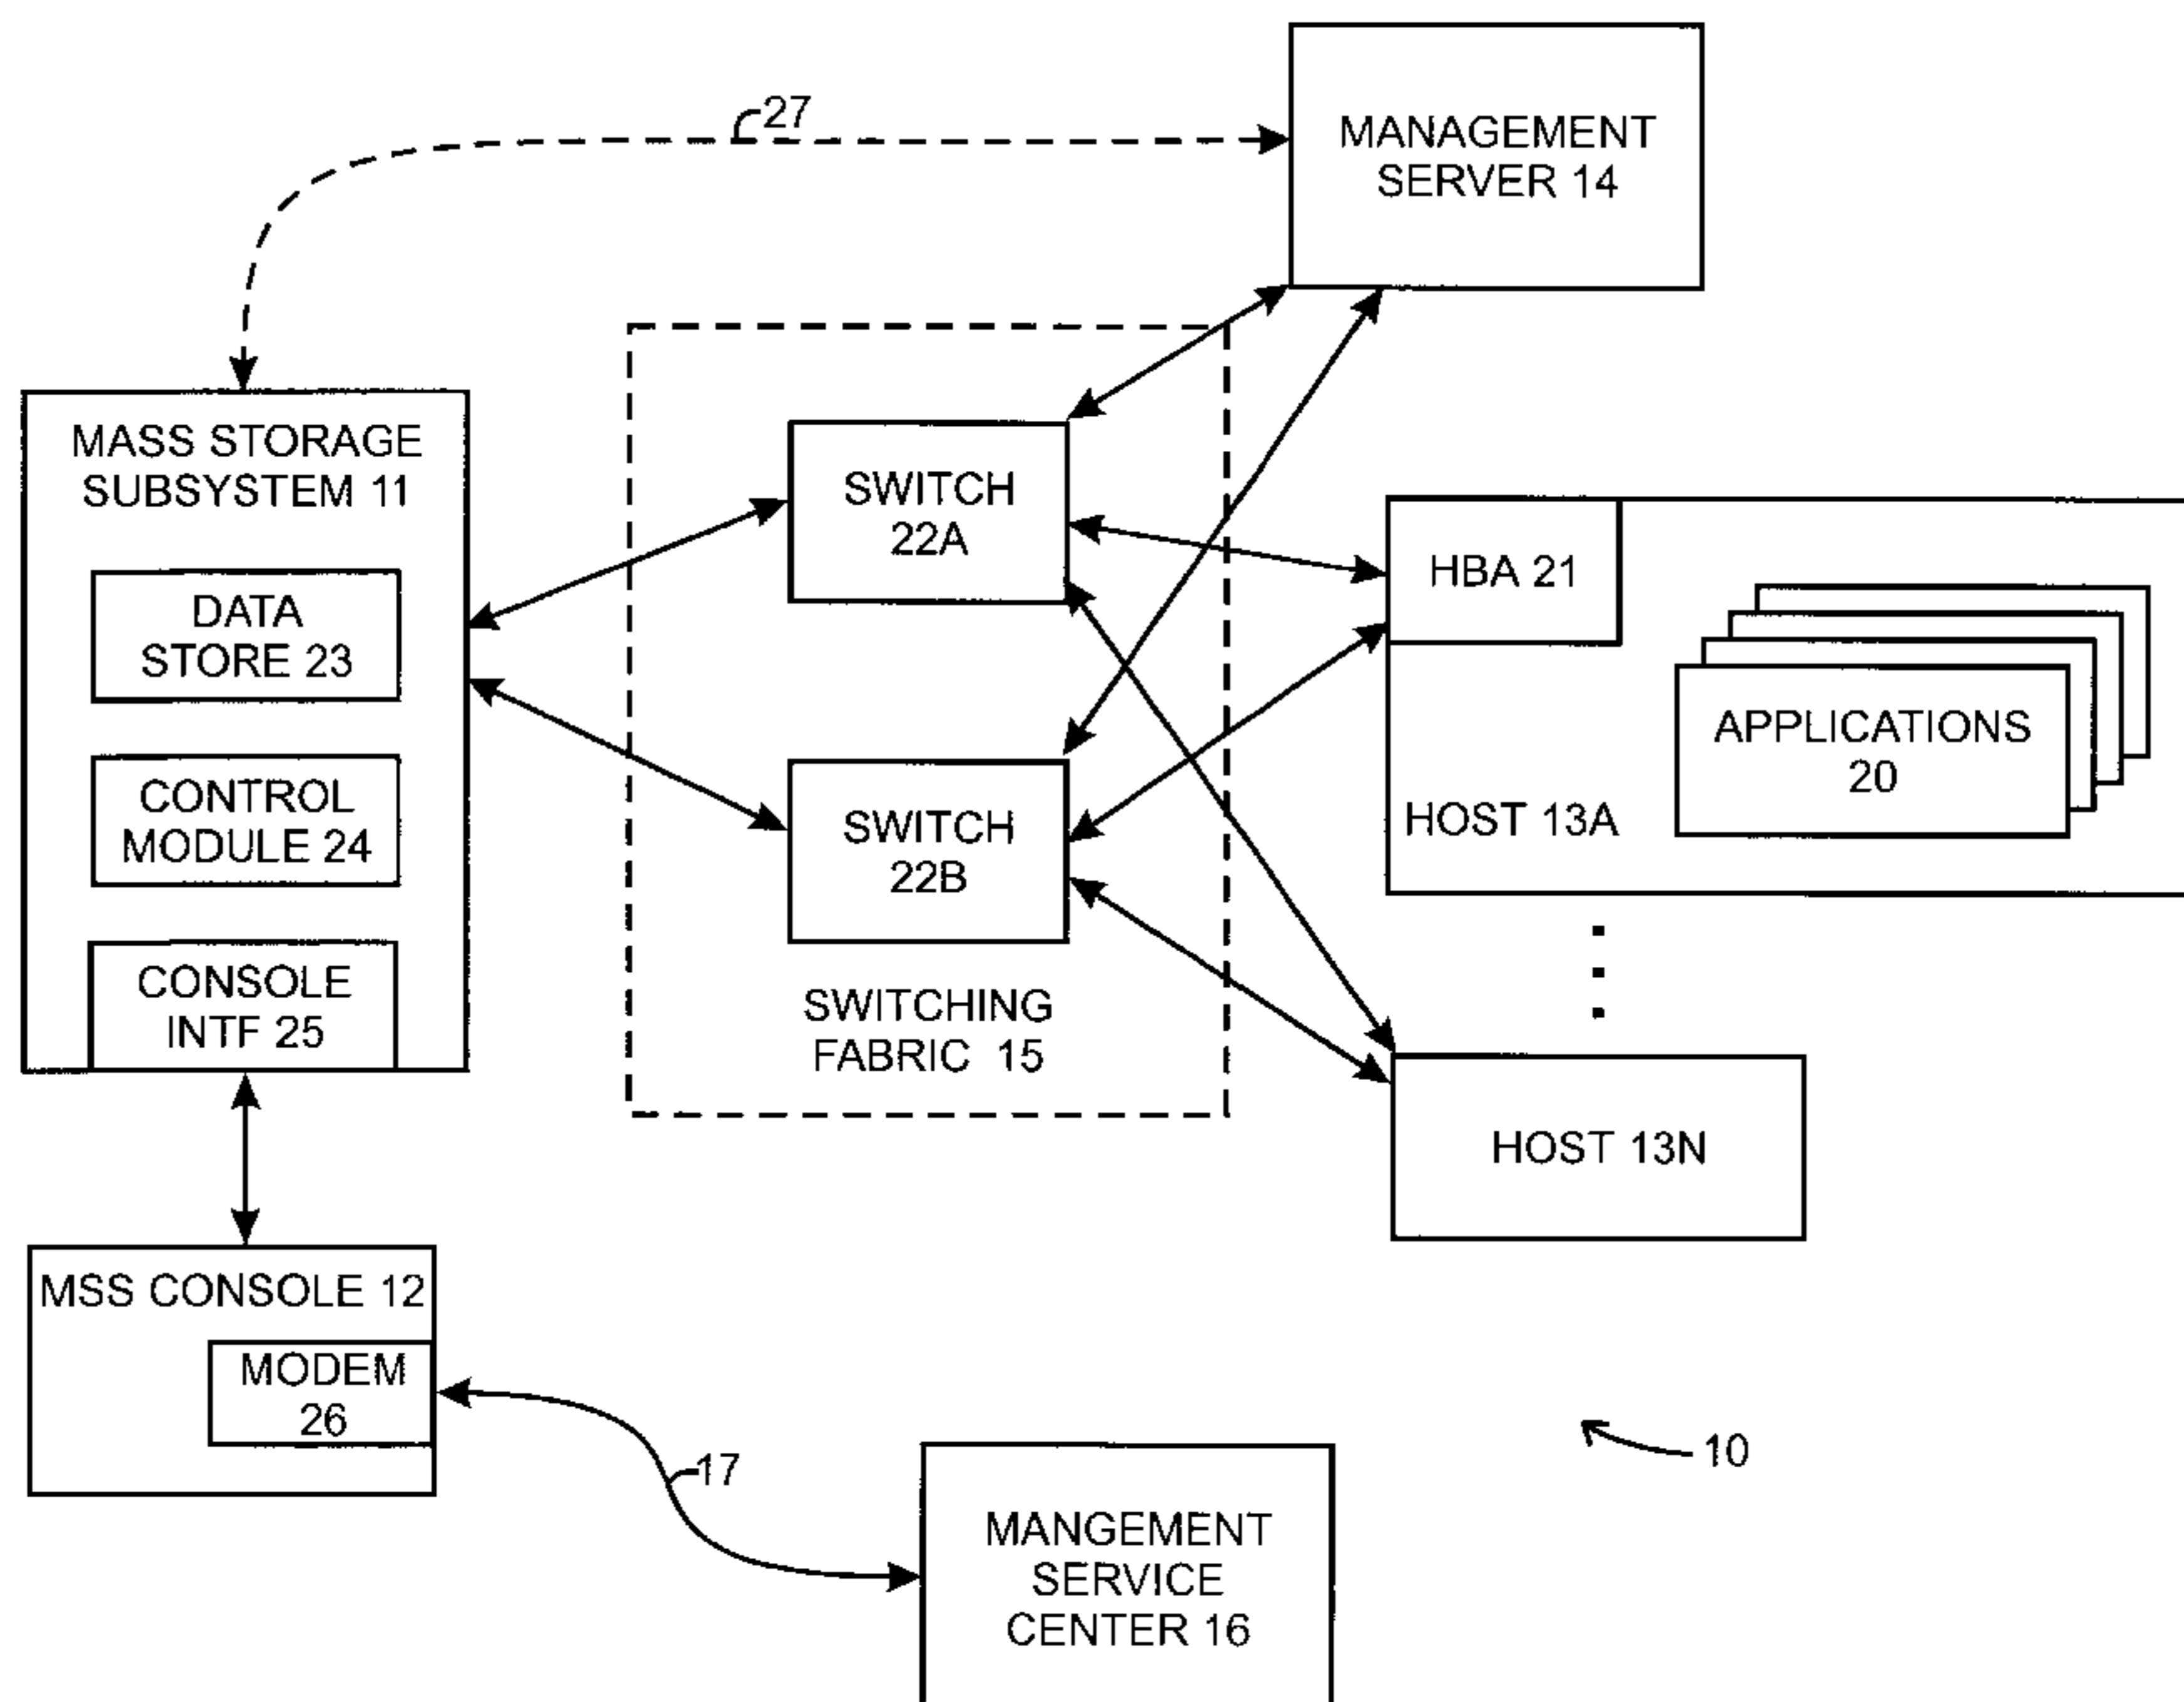 27
MANAGEMENT
SERVER 14
MASS STORAGE
SUBSYSTEM 11
DATA
STORE 23
CONTROL
MODULE 24
CONSOLE
INTF 25
SWITCH
22A
SWITCH
22B
SWITCHING
FABRIC 15
HBA 21
APPLICATIONS
20
HOST 13A
HOST 13N
MSS CONSOLE 12
MODEM
26
17
MANGEMENT
SERVICE
CENTER 16
10